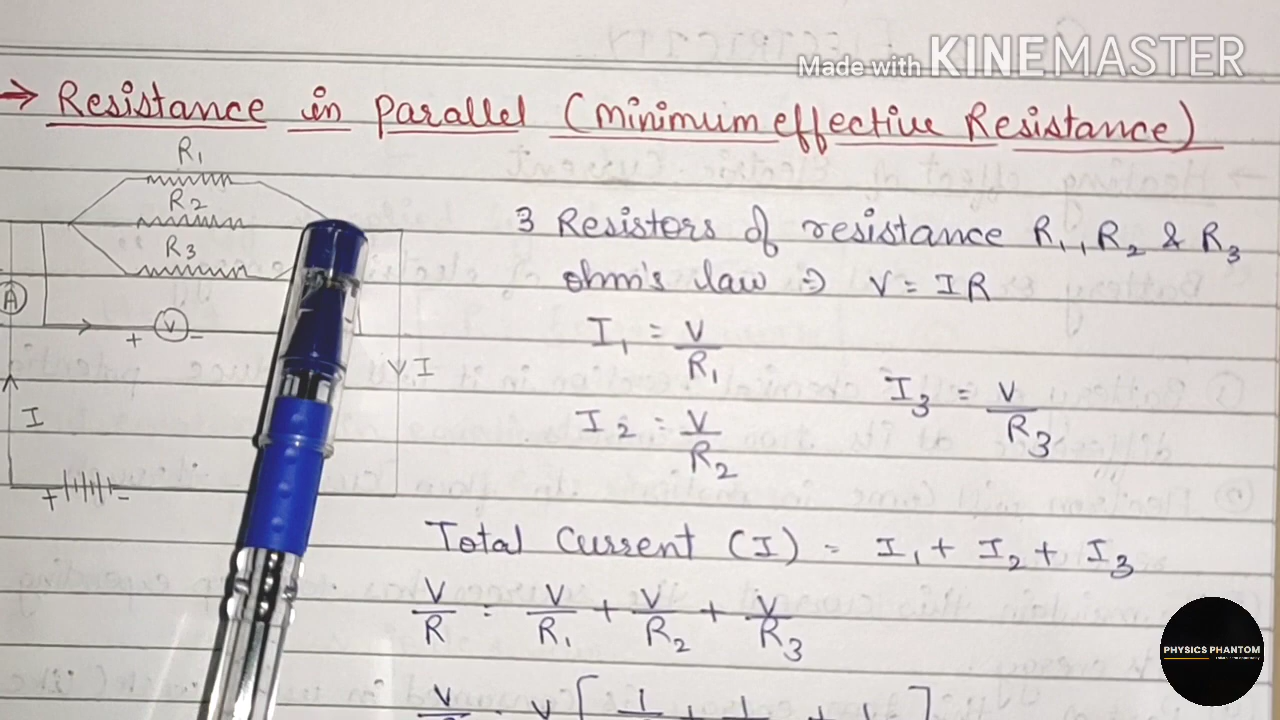 Made with KINEMASTER
→ Resistance in parallel (Minimum effective Resistance)
R1
R2
R3
A
+ V -
I
I
+ -
3 Resistors of resistance R1, R2 & R3
ohm's law ⇒ V = IR
I1 = V/R1
I2 = V/R2
I3 = V/R3
Total Current (I) = I1 + I2 + I3
V/R = V/R1 + V/R2 + V/R3
PHYSICS PHANTOM